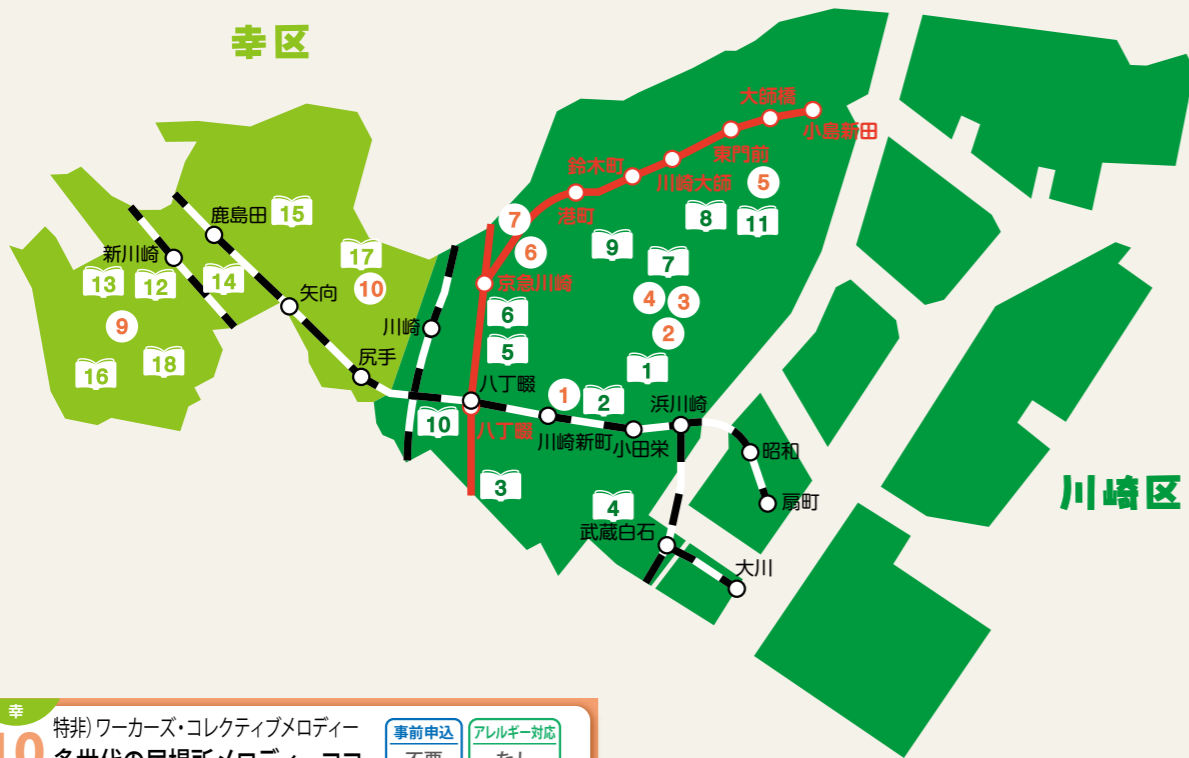 幸区
大師橋
小島新田
東門前
鈴木町
川崎大師
5
港町
8
11
15
鹿島田
7
9
17
6
7
新川崎
13
12
14
10
京急川崎
4
3
矢向
6
9
川崎
2
5
尻手
18
1
16
八丁畷
1
2
浜川崎
10
八丁畷
川崎新町
小田栄
昭和
3
川崎区
4
扇町
武蔵白石
大川
幸
10
特非)ワーカーズ・コレクティブメロディー
事前申込
アレルギー対応